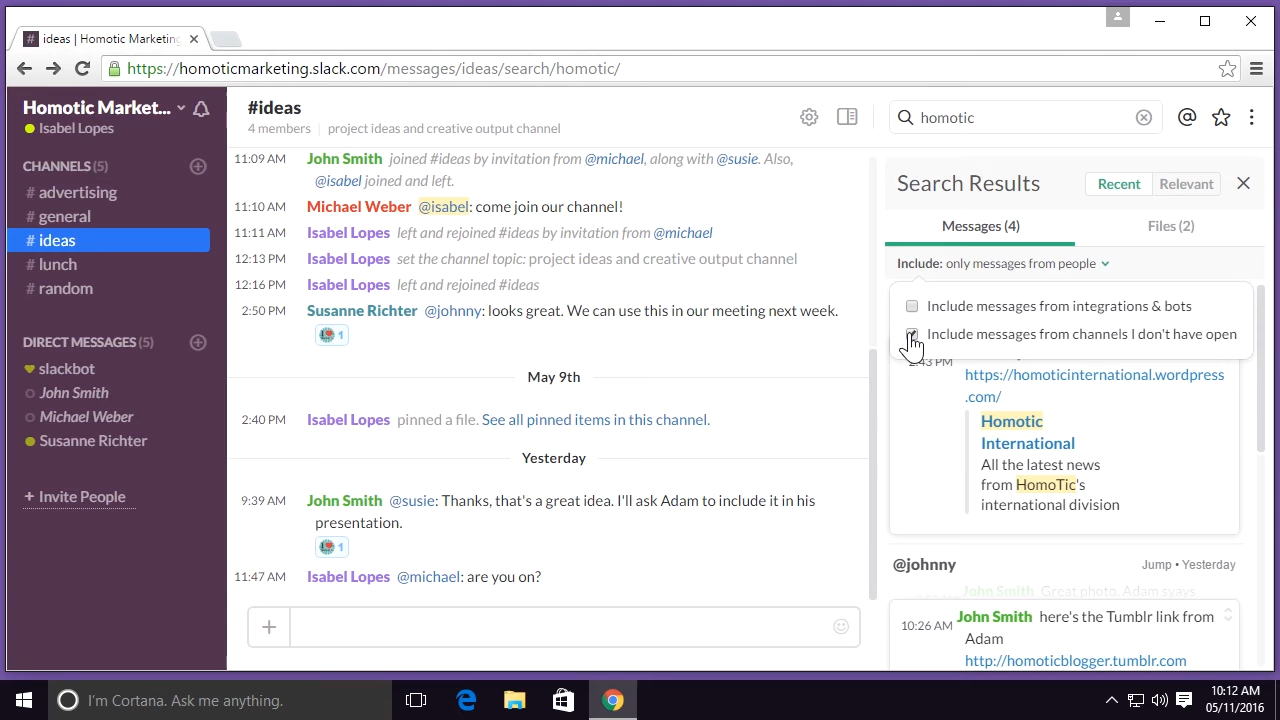 # ideas | Homotic Marketing
https://homoticmarketing.slack.com/messages/ideas/search/homotic/
Homotic Market...
Isabel Lopes
CHANNELS (5)
# advertising
# general
# ideas
# lunch
# random
DIRECT MESSAGES (5)
slackbot
John Smith
Michael Weber
Susanne Richter
+ Invite People
#ideas
4 members | project ideas and creative output channel
11:09 AM John Smith joined #ideas by invitation from @michael, along with @susie. Also,
@isabel joined and left.
11:10 AM Michael Weber @isabel: come join our channel!
11:11 AM Isabel Lopes left and rejoined #ideas by invitation from @michael
12:13 PM Isabel Lopes set the channel topic: project ideas and creative output channel
12:16 PM Isabel Lopes left and rejoined #ideas
2:50 PM Susanne Richter @johnny: looks great. We can use this in our meeting next week.
1
May 9th
2:40 PM Isabel Lopes pinned a file. See all pinned items in this channel.
Yesterday
9:39 AM John Smith @susie: Thanks, that's a great idea. I'll ask Adam to include it in his
presentation.
1
11:47 AM Isabel Lopes @michael: are you on?
homotic
Search Results Recent Relevant
Messages (4) Files (2)
Include: only messages from people
Include messages from integrations & bots
Include messages from channels I don't have open
2:43 PM
https://homoticinternational.wordpress
.com/
Homotic
International
All the latest news
from HomoTic's
international division
@johnny Jump • Yesterday
John Smith Great photo. Adam syays
10:26 AM John Smith here's the Tumblr link from
Adam
http://homoticblogger.tumblr.com
I'm Cortana. Ask me anything.
10:12 AM
05/11/2016